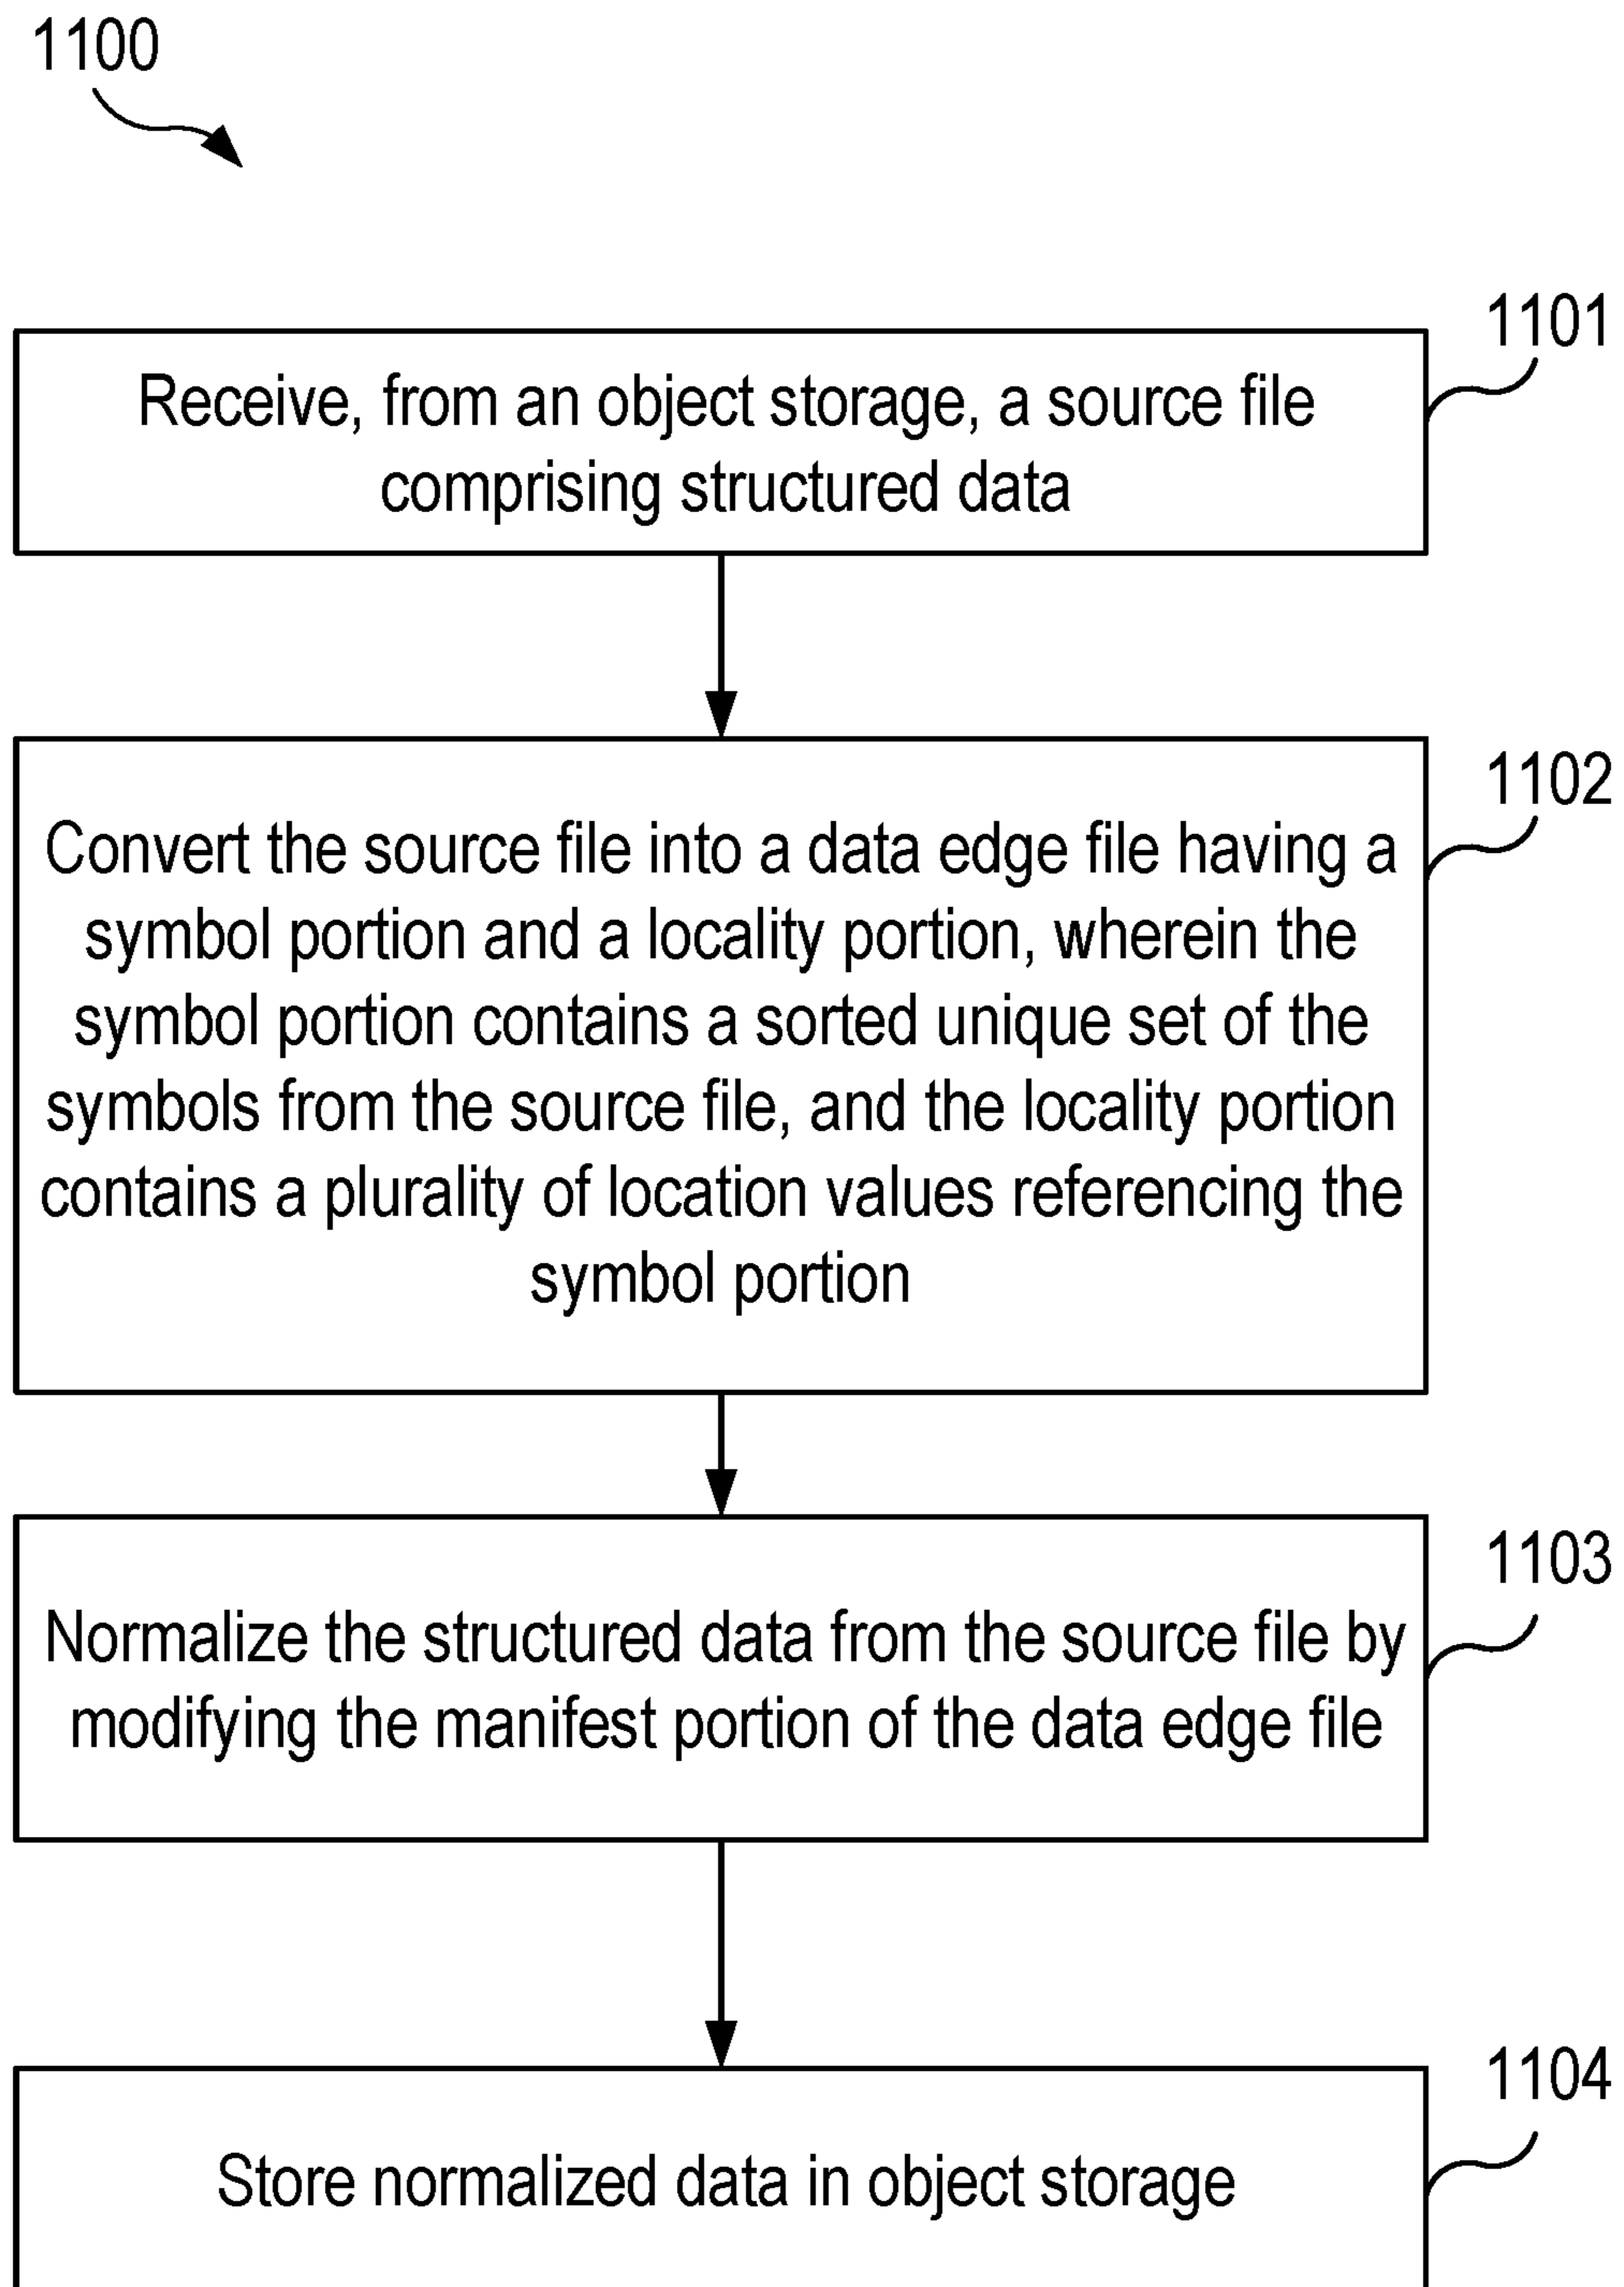 1100
1101
Receive, from an object storage, a source file
comprising structured data
1102
Convert the source file into a data edge file having a
symbol portion and a locality portion, wherein the
symbol portion contains a sorted unique set of the
symbols from the source file, and the locality portion
contains a plurality of location values referencing the
symbol portion
1103
Normalize the structured data from the source file by
modifying the manifest portion of the data edge file
1104
Store normalized data in object storage